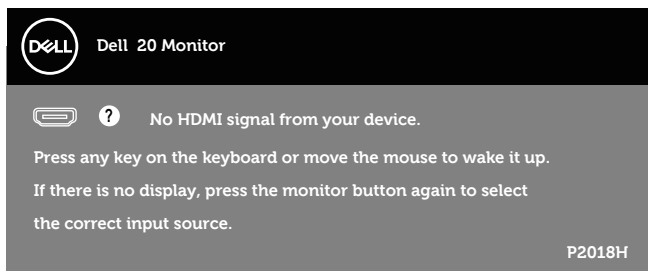 DELL Dell 20 Monitor
? No HDMI signal from your device.
Press any key on the keyboard or move the mouse to wake it up.
If there is no display, press the monitor button again to select
the correct input source.
P2018H